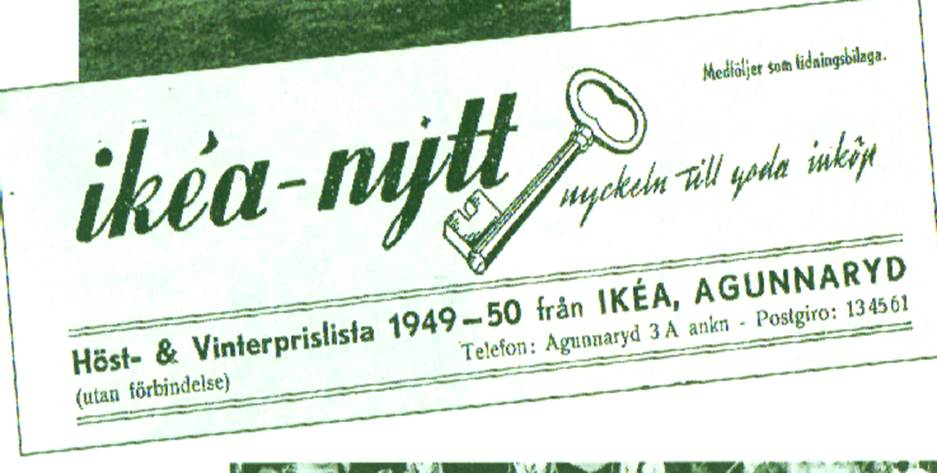 Medföljer som tidningsbilaga.
ikéa-nytt
nyckeln till goda inköp
Höst- & Vinterprislista 1949-50 från IKÉA, AGUNNARYD
(utan förbindelse)
Telefon: Agunnaryd 3 A ankn - Postgiro: 134561